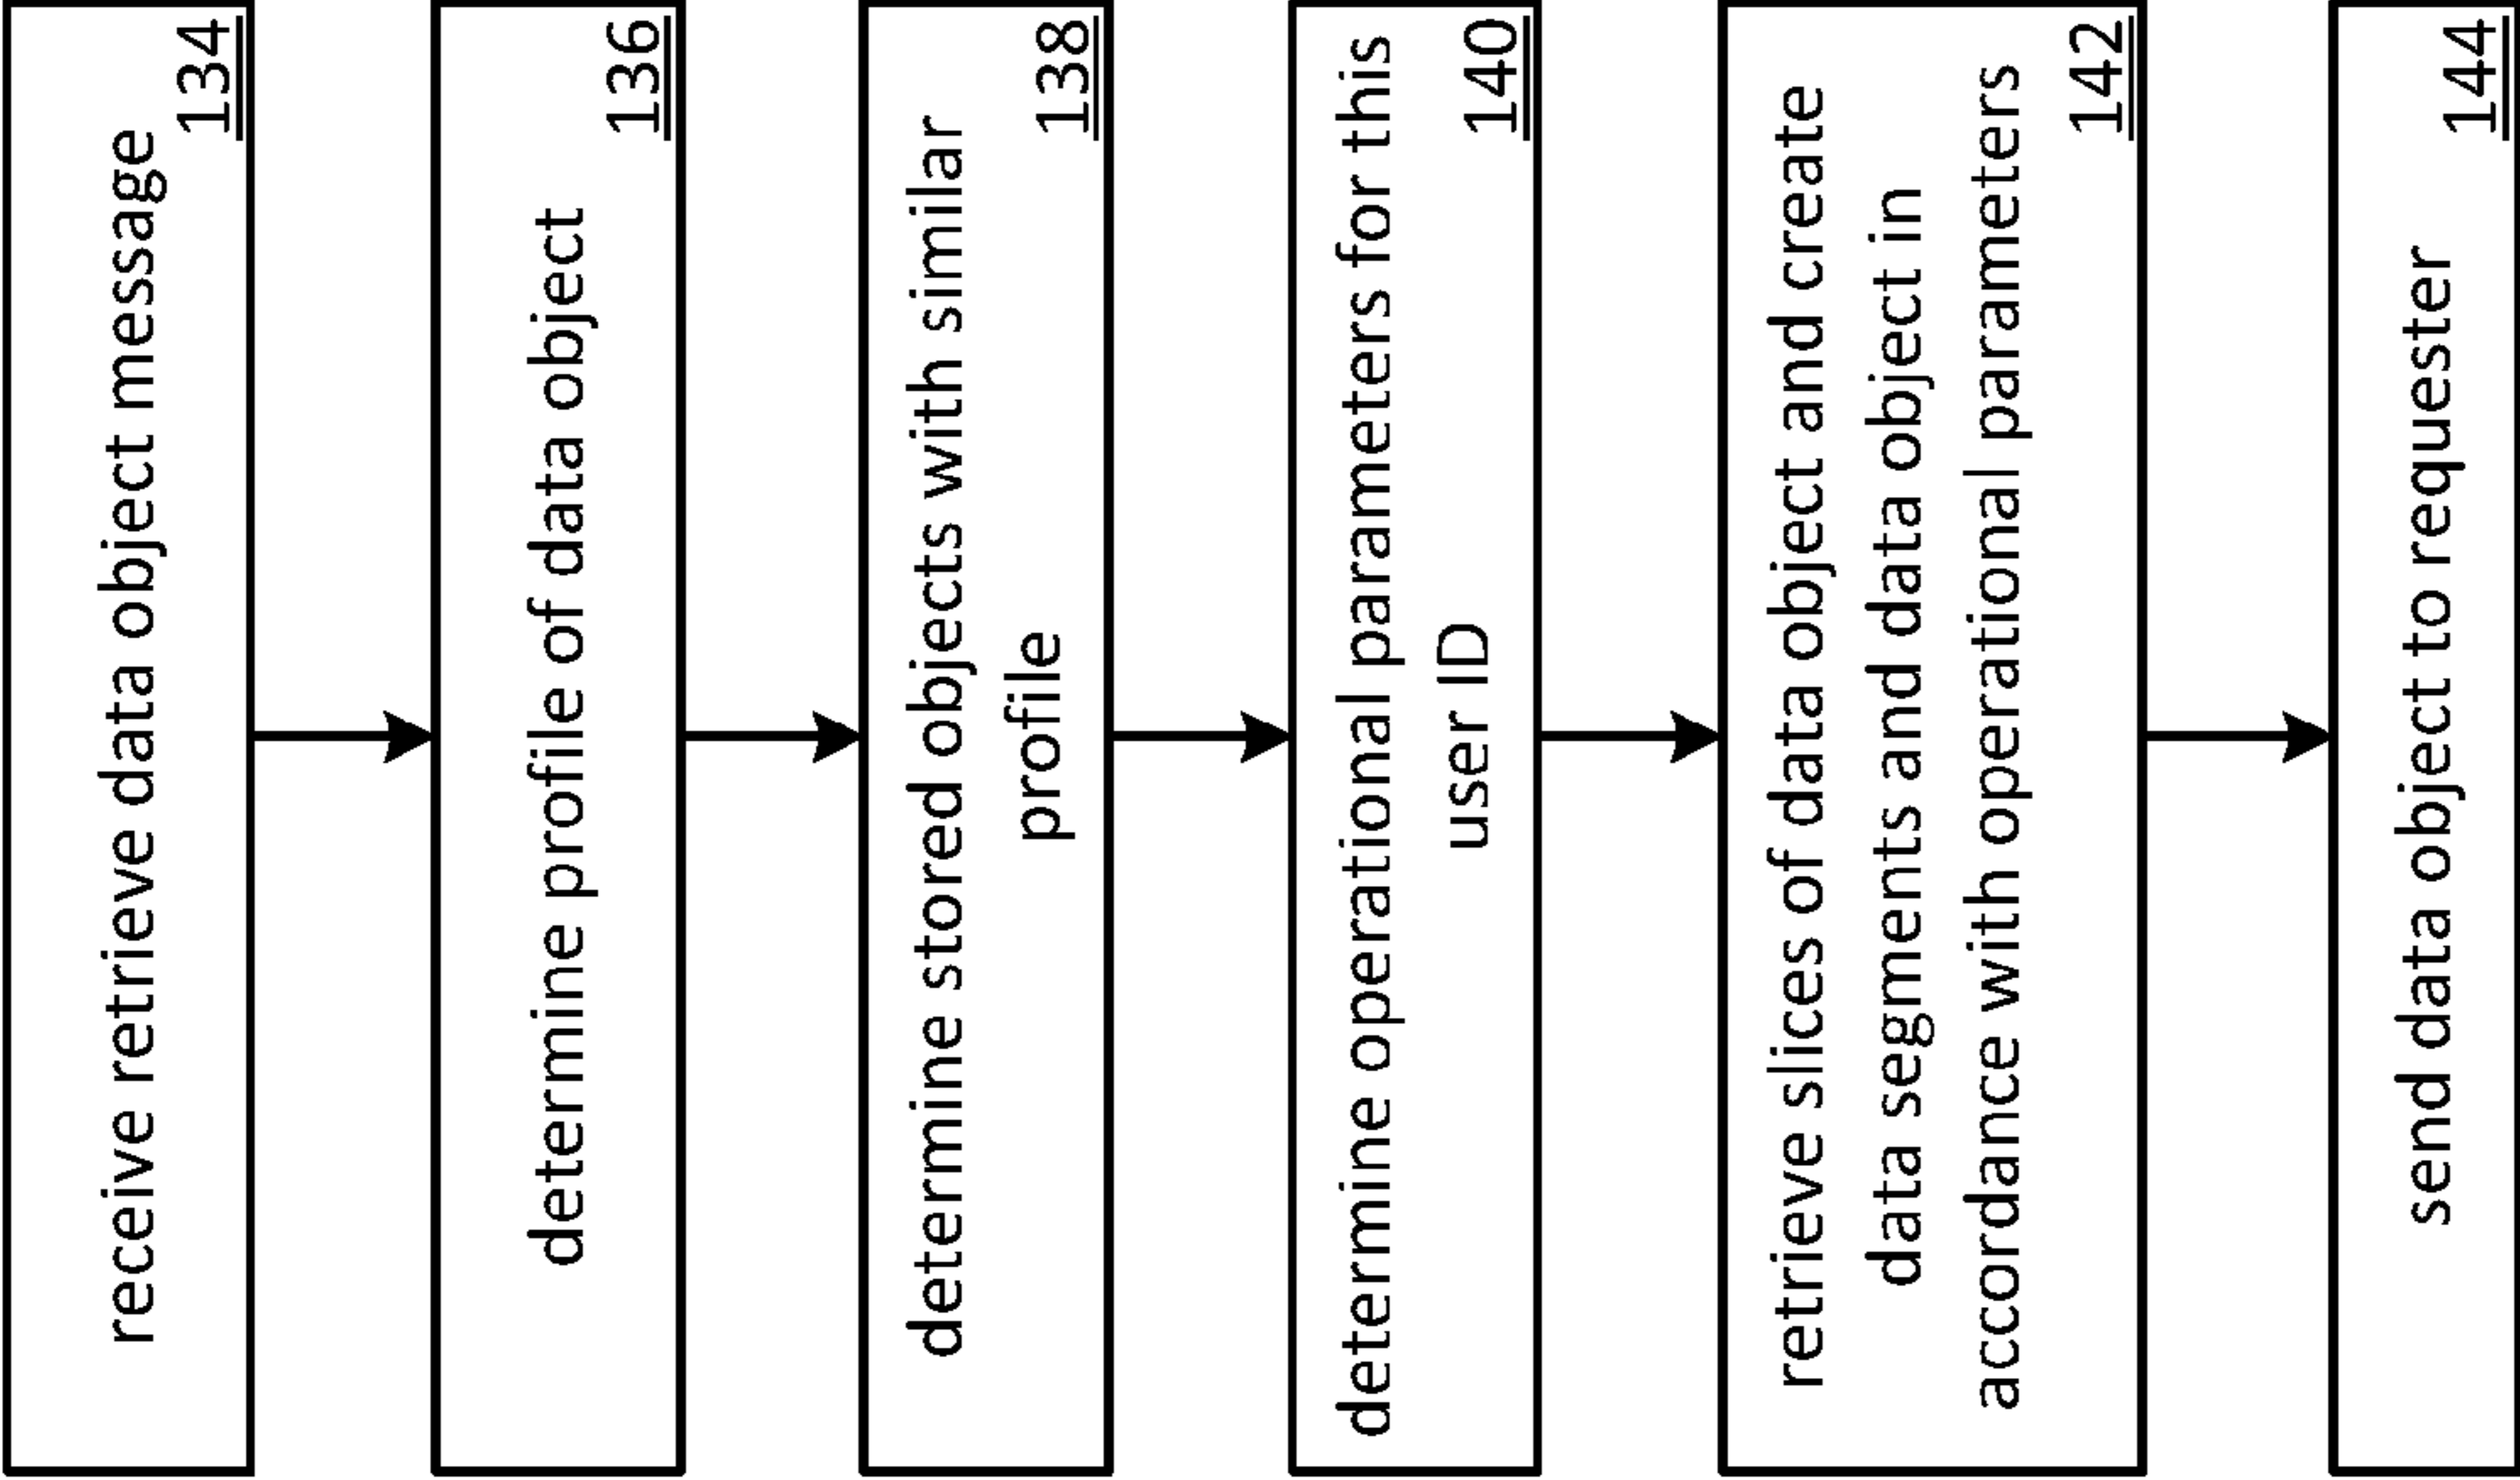 receive retrieve data object message
134
determine profile of data object
136
determine stored objects with similar
profile
138
determine operational parameters for this
user ID
140
retrieve slices of data object and create
data segments and data object in
accordance with operational parameters
142
send data object to requester
144